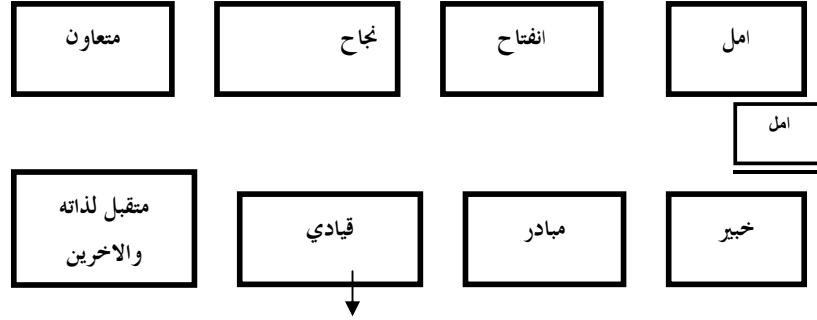 امل
انفتاح
نجاح
متعاون
امل
خبير
مبادر
قيادي
متقبل لذاته
والاخرين